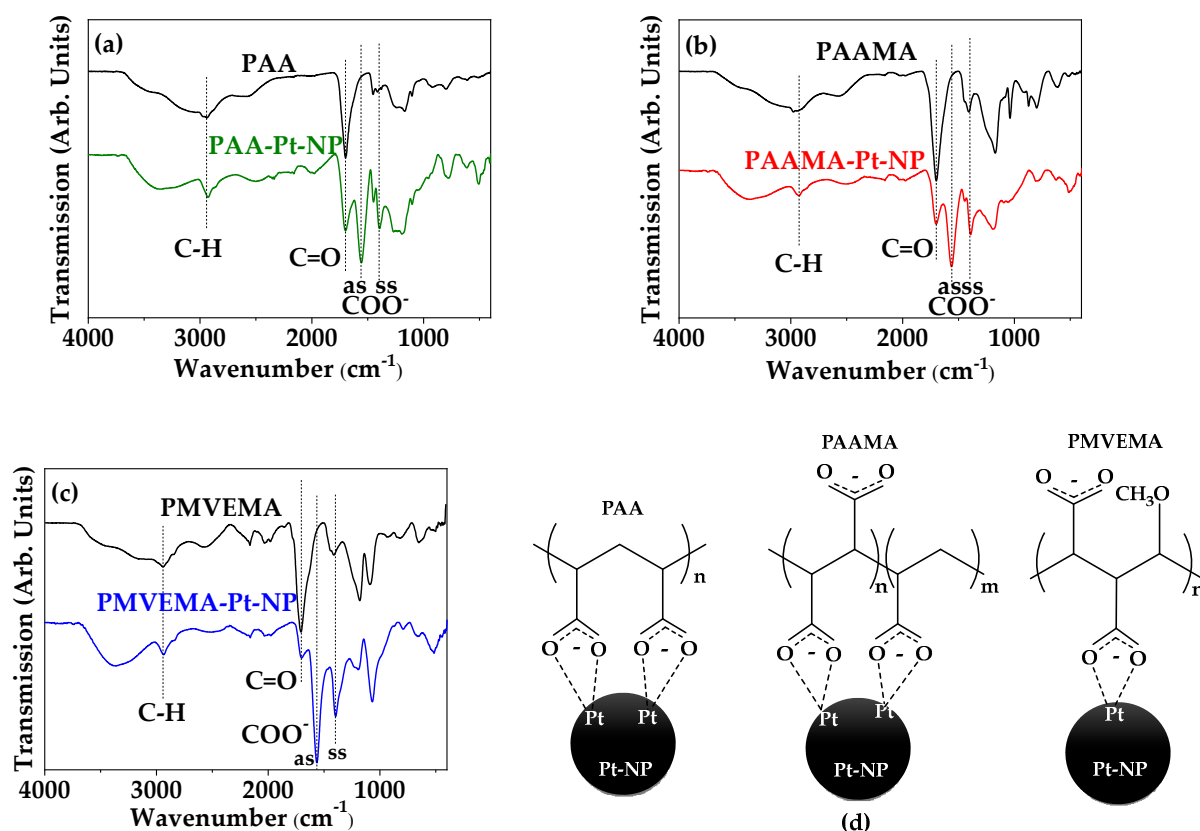 (a)
PAA
PAA-Pt-NP
C-H
C=O
as ss
COO⁻
Transmission (Arb. Units)
4000 3000 2000 1000
Wavenumber (cm⁻¹)
(b)
PAAMA
PAAMA-Pt-NP
C-H
C=O
as ss
COO⁻
Transmission (Arb. Units)
4000 3000 2000 1000
Wavenumber (cm⁻¹)
(c)
PMVEMA
PMVEMA-Pt-NP
C-H
C=O
COO⁻
as ss
Transmission (Arb. Units)
4000 3000 2000 1000
Wavenumber (cm⁻¹)
PAA
n
O - O O - O
Pt Pt
Pt-NP
PAAMA
O - O
n m
O - O O - O
Pt Pt
Pt-NP
PMVEMA
O - O CH₃O
n
O - O
Pt
Pt-NP
(d)